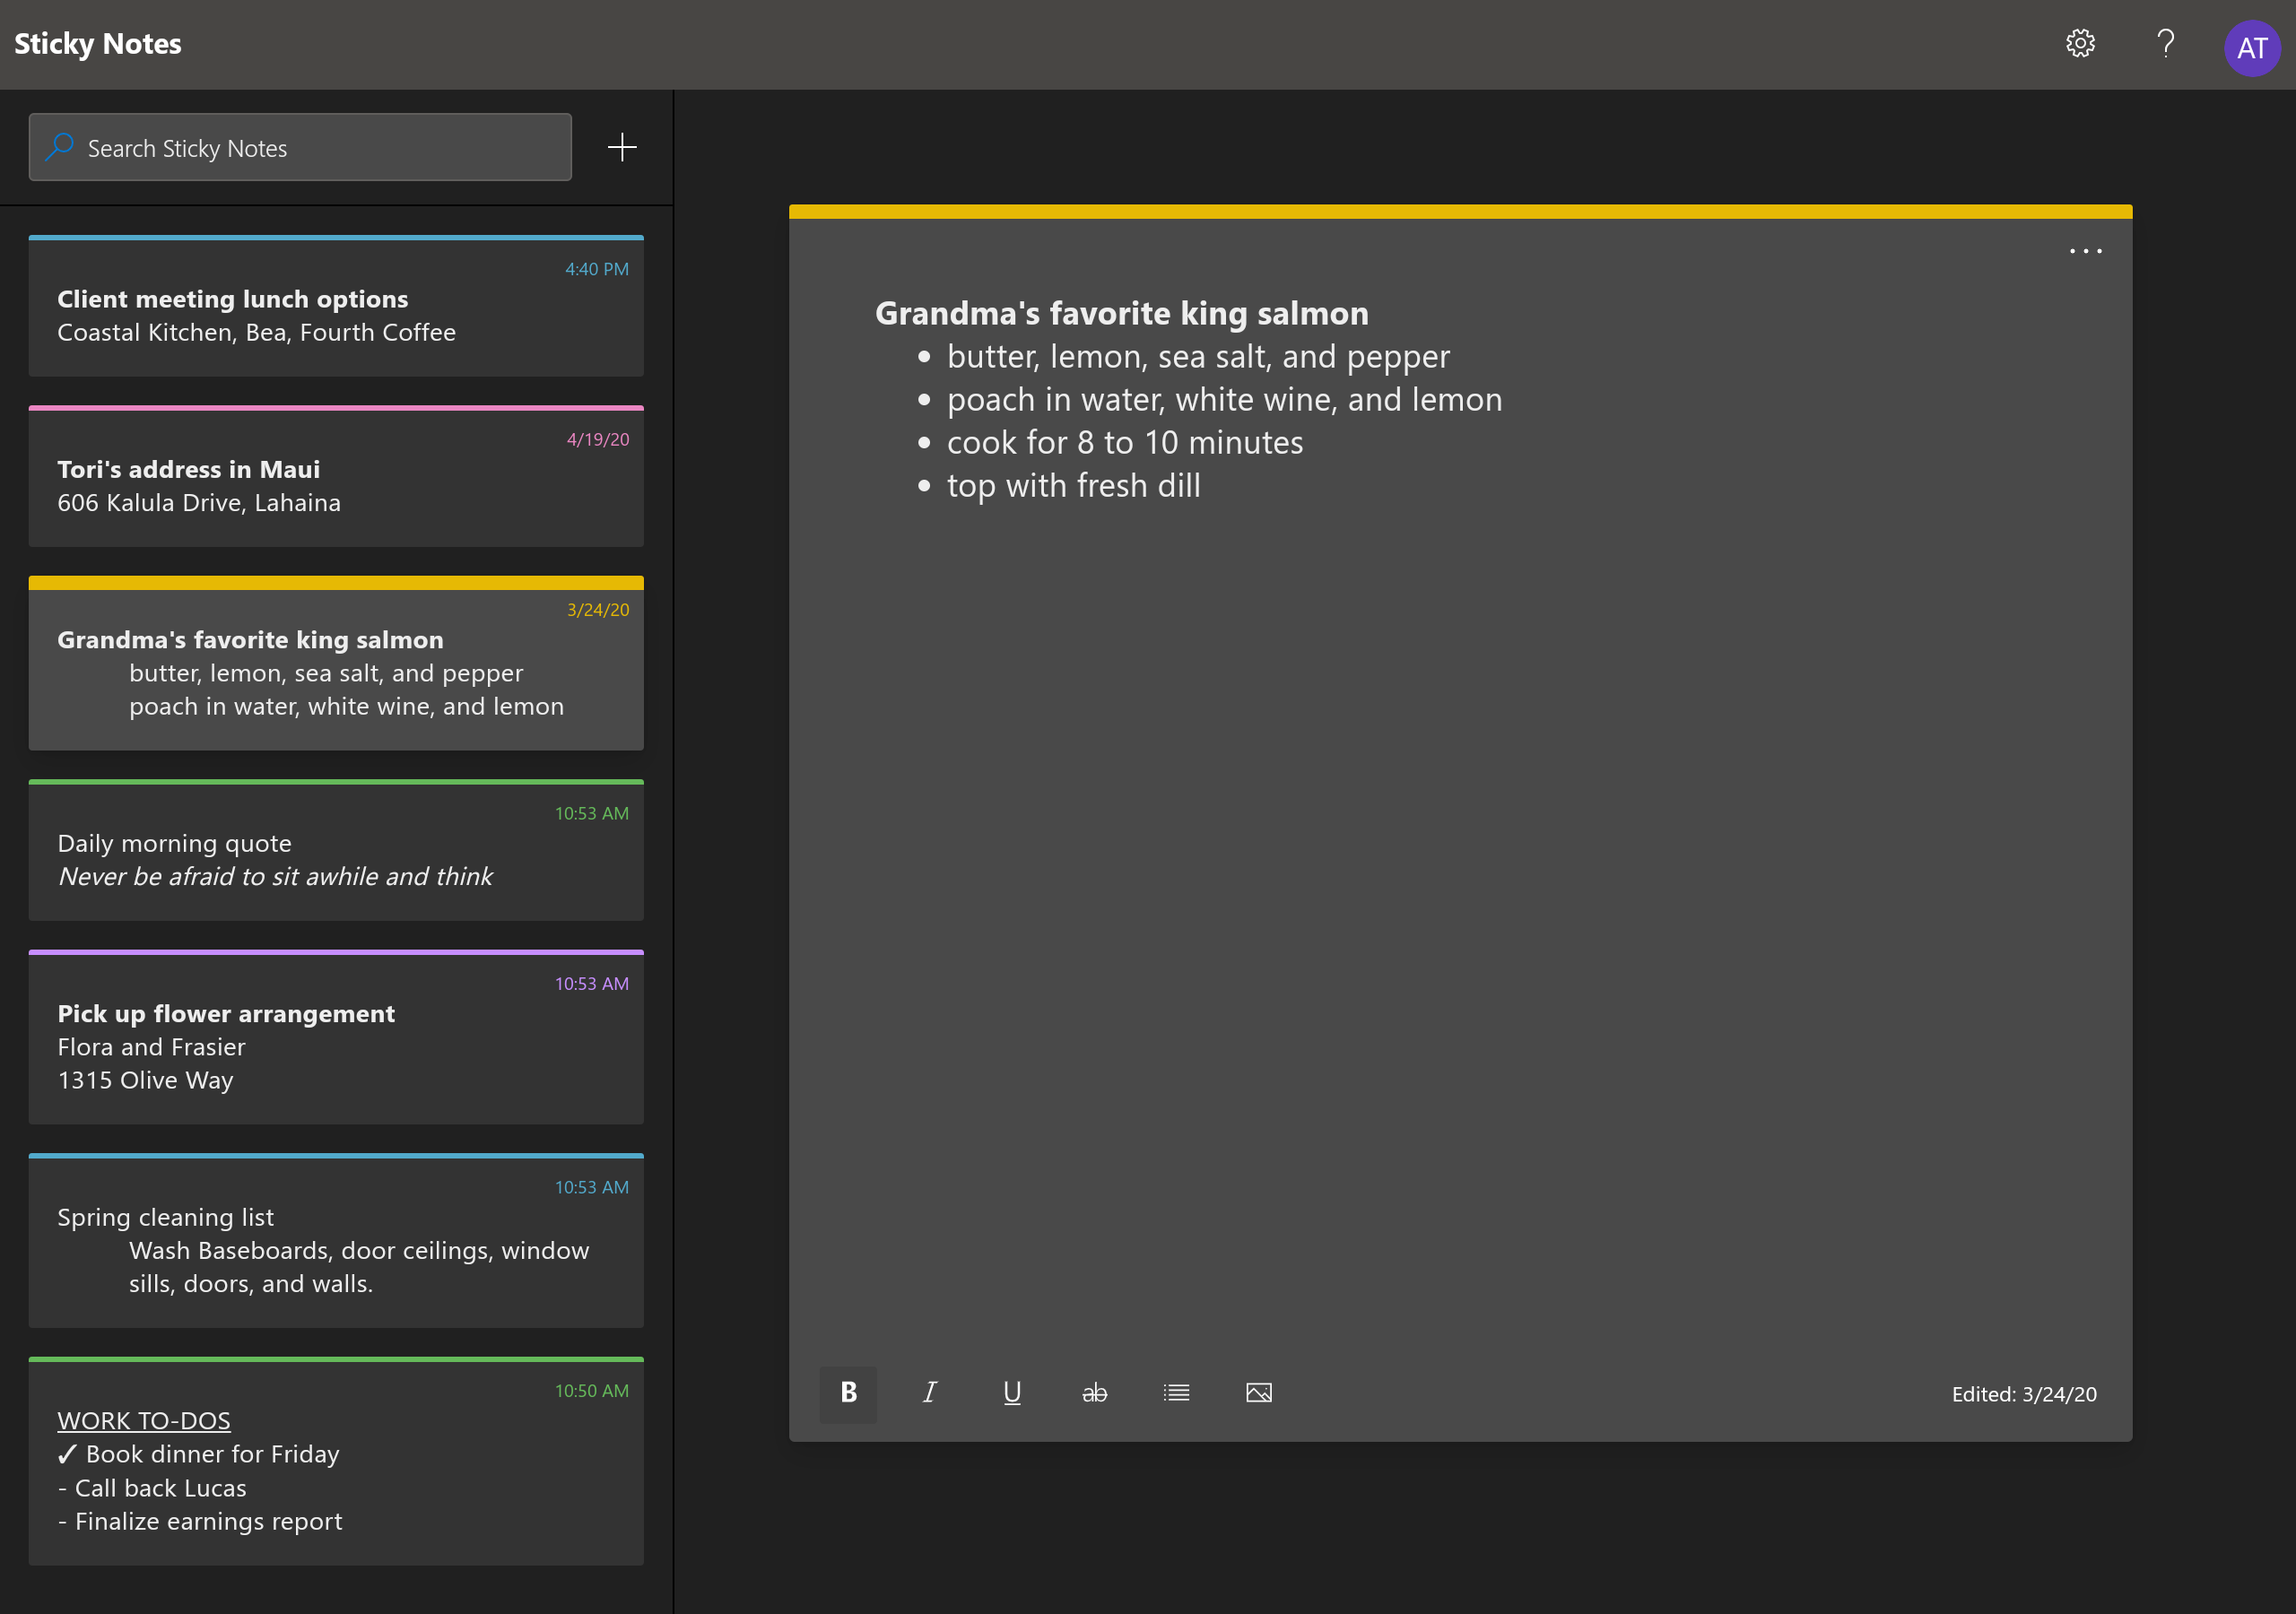 Sticky Notes
AT
Search Sticky Notes
4:40 PM
Client meeting lunch options
Coastal Kitchen, Bea, Fourth Coffee
4/19/20
Tori's address in Maui
606 Kalula Drive, Lahaina
3/24/20
Grandma's favorite king salmon
butter, lemon, sea salt, and pepper
poach in water, white wine, and lemon
10:53 AM
Daily morning quote
Never be afraid to sit awhile and think
10:53 AM
Pick up flower arrangement
Flora and Frasier
1315 Olive Way
10:53 AM
Spring cleaning list
Wash Baseboards, door ceilings, window
sills, doors, and walls.
10:50 AM
WORK TO-DOS
✓ Book dinner for Friday
- Call back Lucas
- Finalize earnings report
Grandma's favorite king salmon
• butter, lemon, sea salt, and pepper
• poach in water, white wine, and lemon
• cook for 8 to 10 minutes
• top with fresh dill
B I U ab
Edited: 3/24/20